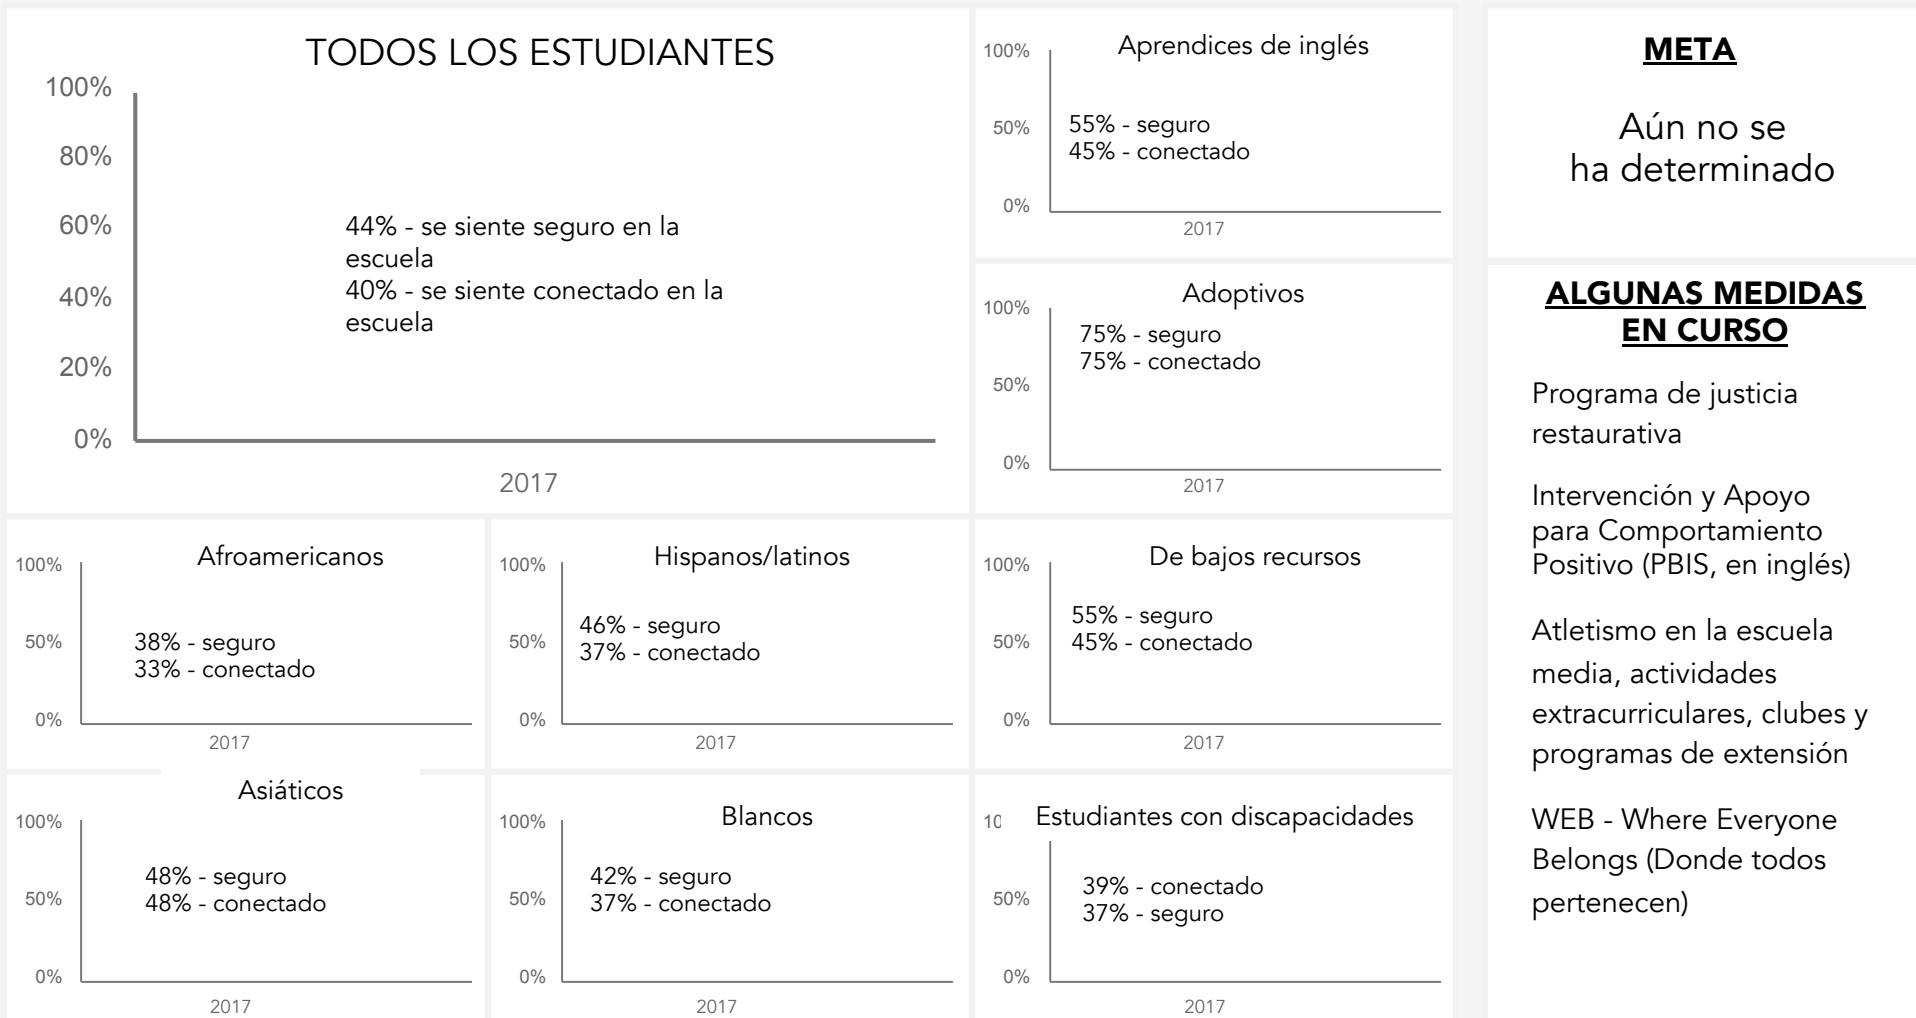 TODOS LOS ESTUDIANTES
100%
80%
60%
40%
20%
0%
44% - se siente seguro en la
escuela
40% - se siente conectado en la
escuela
2017
Aprendices de inglés
100%
50%
0%
55% - seguro
45% - conectado
2017
Adoptivos
100%
50%
0%
75% - seguro
75% - conectado
2017
Afroamericanos
100%
50%
0%
38% - seguro
33% - conectado
2017
Hispanos/latinos
100%
50%
0%
46% - seguro
37% - conectado
2017
De bajos recursos
100%
50%
0%
55% - seguro
45% - conectado
2017
Asiáticos
100%
50%
0%
48% - seguro
48% - conectado
2017
Blancos
100%
50%
0%
42% - seguro
37% - conectado
2017
Estudiantes con discapacidades
10
50%
0%
39% - conectado
37% - seguro
2017
META
Aún no se
ha determinado
ALGUNAS MEDIDAS
EN CURSO
Programa de justicia
restaurativa
Intervención y Apoyo
para Comportamiento
Positivo (PBIS, en inglés)
Atletismo en la escuela
media, actividades
extracurriculares, clubes y
programas de extensión
WEB - Where Everyone
Belongs (Donde todos
pertenecen)